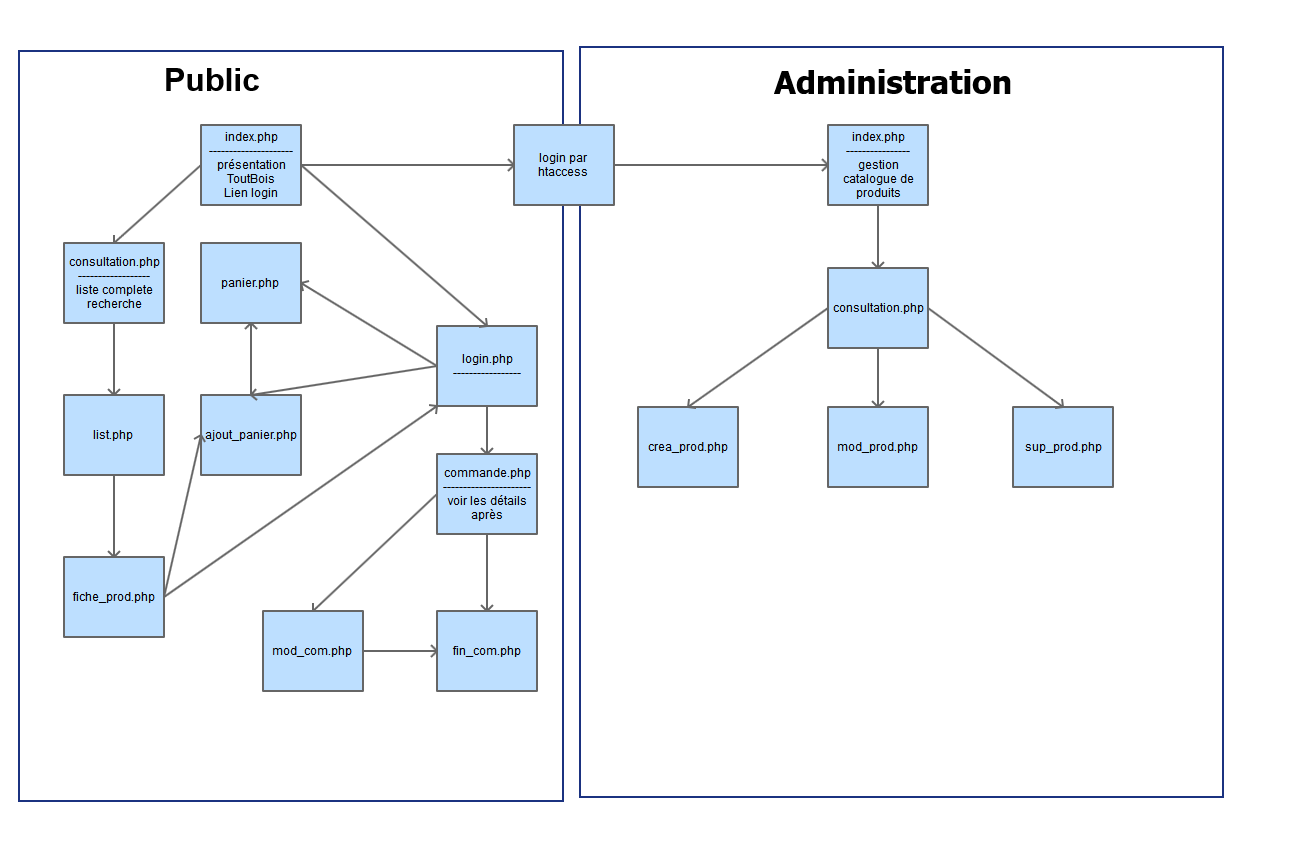 Public
Administration
index.php
---------------------
présentation
ToutBois
Lien login
login par
htaccess
index.php
----------------
gestion
catalogue de
produits
consultation.php
------------------
liste complete
recherche
panier.php
consultation.php
login.php
-----------------
list.php
ajout_panier.php
commande.php
----------------------
voir les détails
après
crea_prod.php
mod_prod.php
sup_prod.php
fiche_prod.php
mod_com.php
fin_com.php